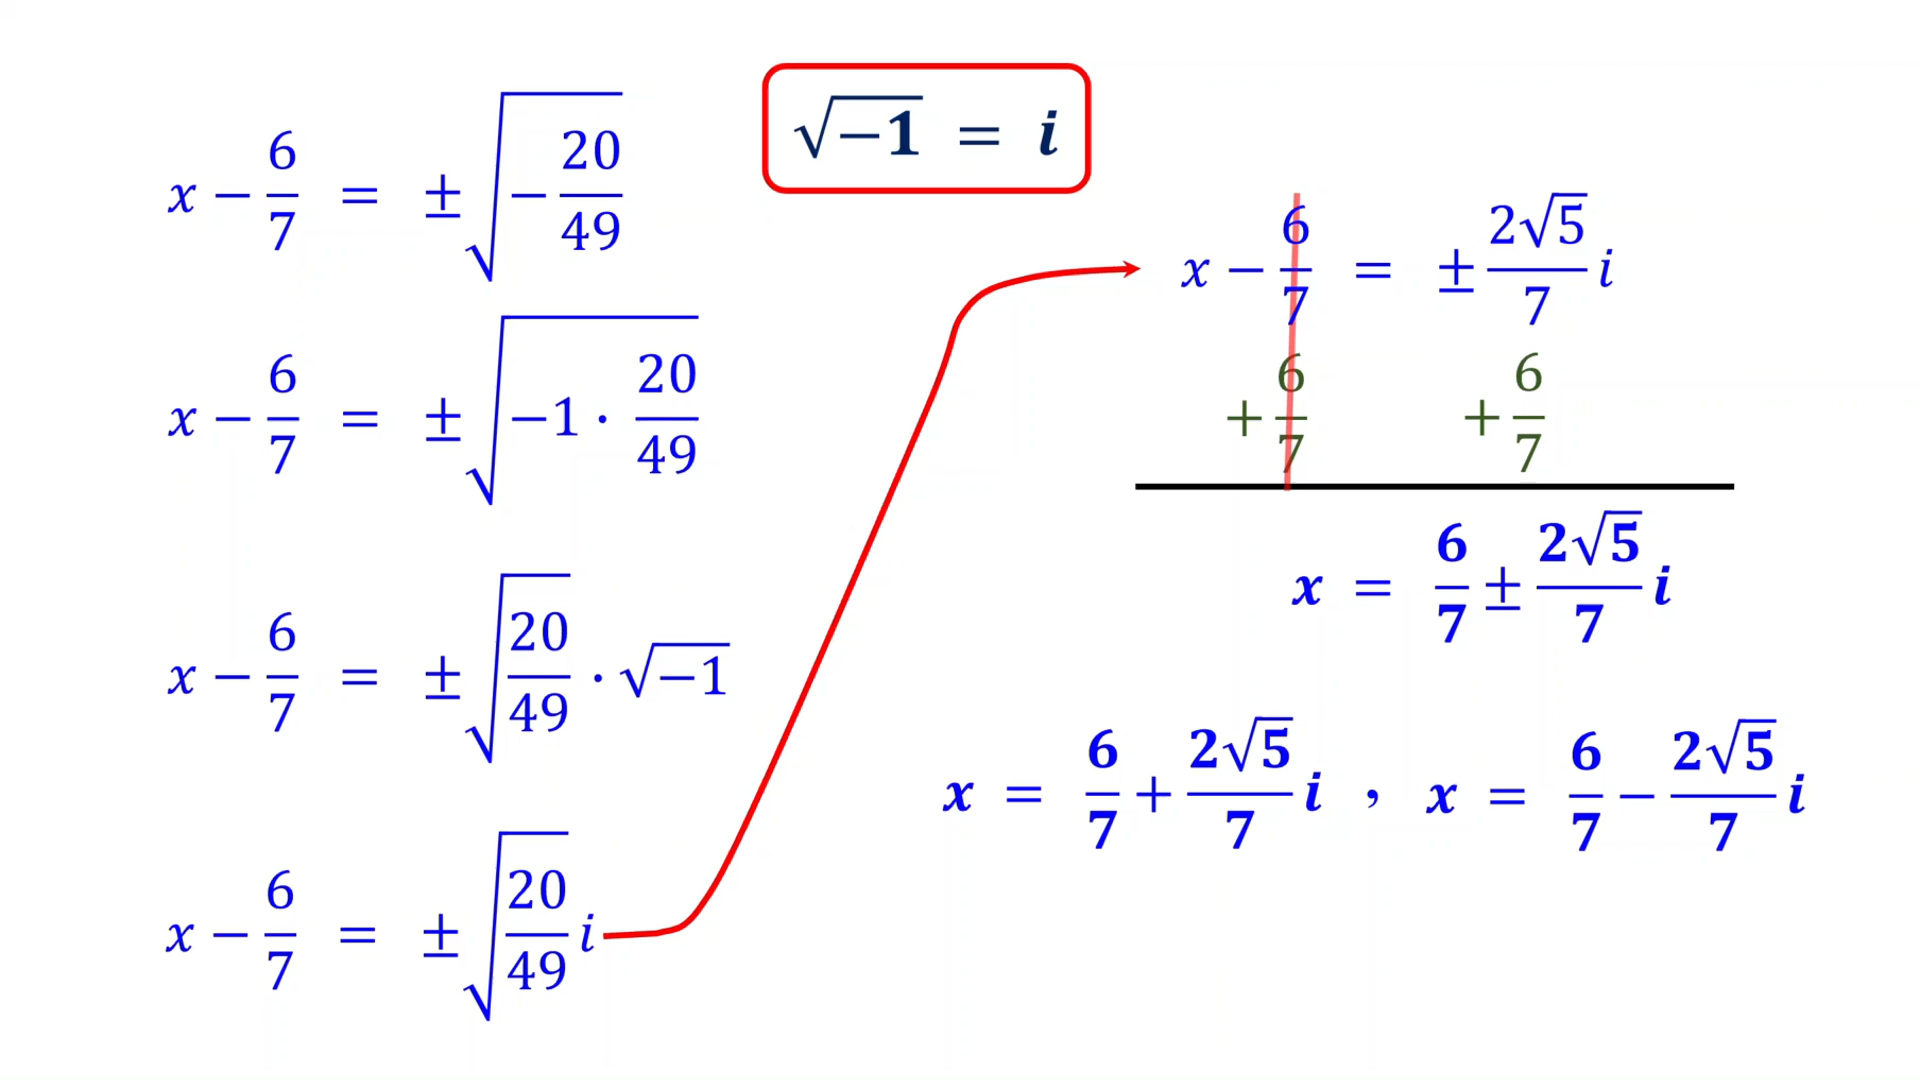 x − 6/7 = ±√(−20/49)
x − 6/7 = ±√(−1 · 20/49)
x − 6/7 = ±√(20/49) · √−1
x − 6/7 = ±√(20/49) i
√−1 = i
x − 6/7 = ± 2√5/7 i
+ 6/7 + 6/7
x = 6/7 ± 2√5/7 i
x = 6/7 + 2√5/7 i , x = 6/7 − 2√5/7 i